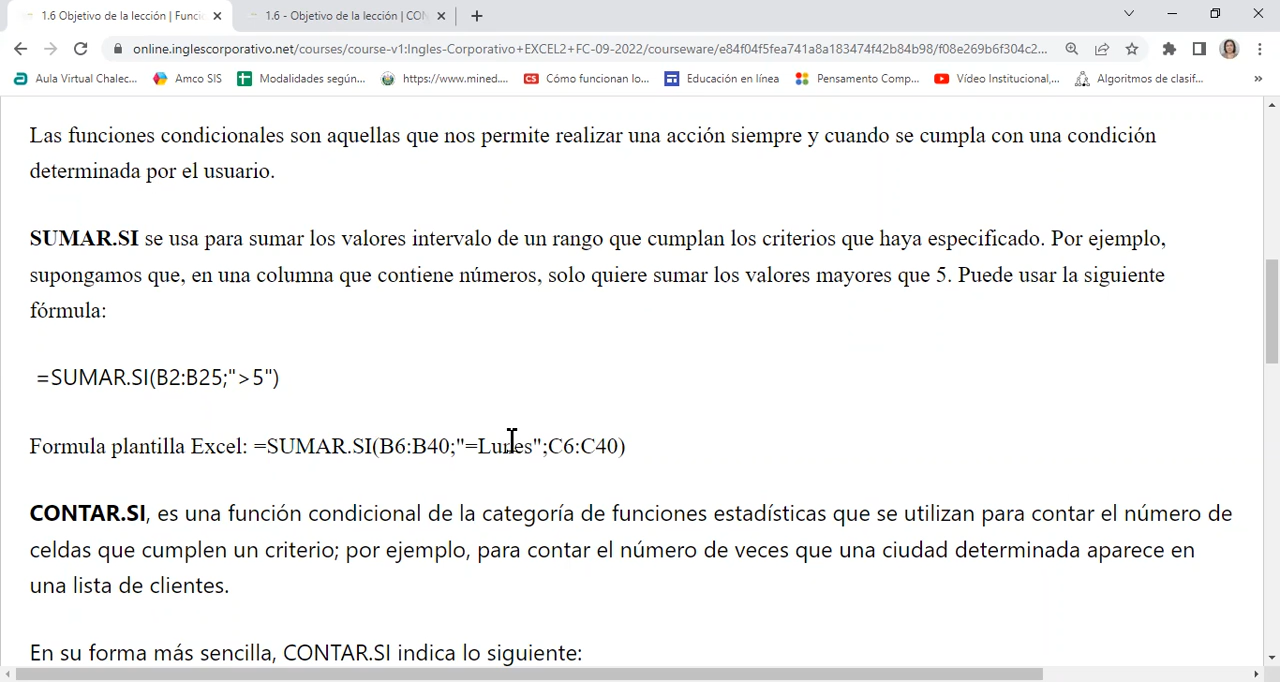 1.6 Objetivo de la lección | Funci
1.6 - Objetivo de la lección | CON
online.inglescorporativo.net/courses/course-v1:Ingles-Corporativo+EXCEL2+FC-09-2022/courseware/e84f04f5fea741a8a183474f42b84b98/f08e269b6f304c2...
Aula Virtual Chalec... Amco SIS Modalidades según... https://www.mined.... CS Cómo funcionan lo... Educación en línea Pensamento Comp... Vídeo Institucional,... Algoritmos de clasif... »
Las funciones condicionales son aquellas que nos permite realizar una acción siempre y cuando se cumpla con una condición
determinada por el usuario.
SUMAR.SI se usa para sumar los valores intervalo de un rango que cumplan los criterios que haya especificado. Por ejemplo,
supongamos que, en una columna que contiene números, solo quiere sumar los valores mayores que 5. Puede usar la siguiente
fórmula:
=SUMAR.SI(B2:B25;">5")
Formula plantilla Excel: =SUMAR.SI(B6:B40;"=Lunes";C6:C40)
CONTAR.SI, es una función condicional de la categoría de funciones estadísticas que se utilizan para contar el número de
celdas que cumplen un criterio; por ejemplo, para contar el número de veces que una ciudad determinada aparece en
una lista de clientes.
En su forma más sencilla, CONTAR.SI indica lo siguiente: